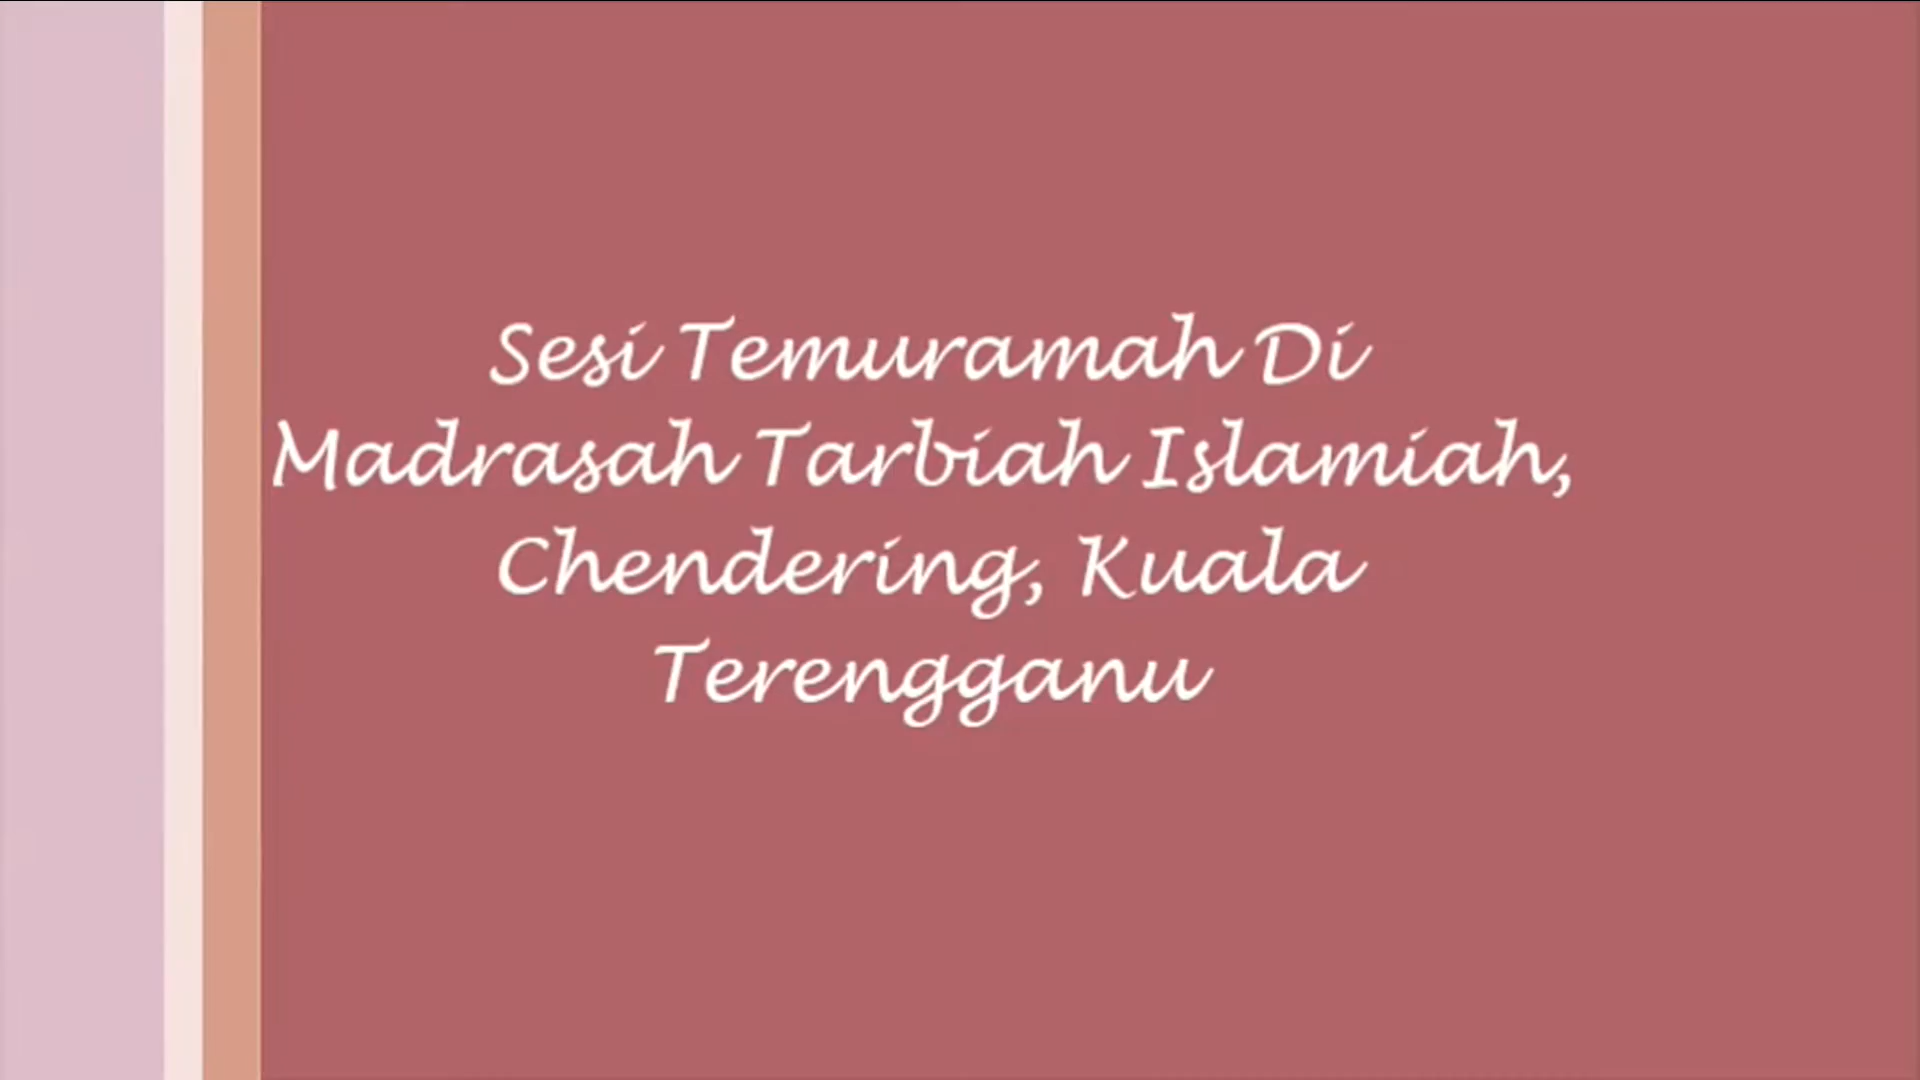 Sesi Temuramah Di
Madrasah Tarbiah Islamiah,
Chendering, Kuala
Terengganu